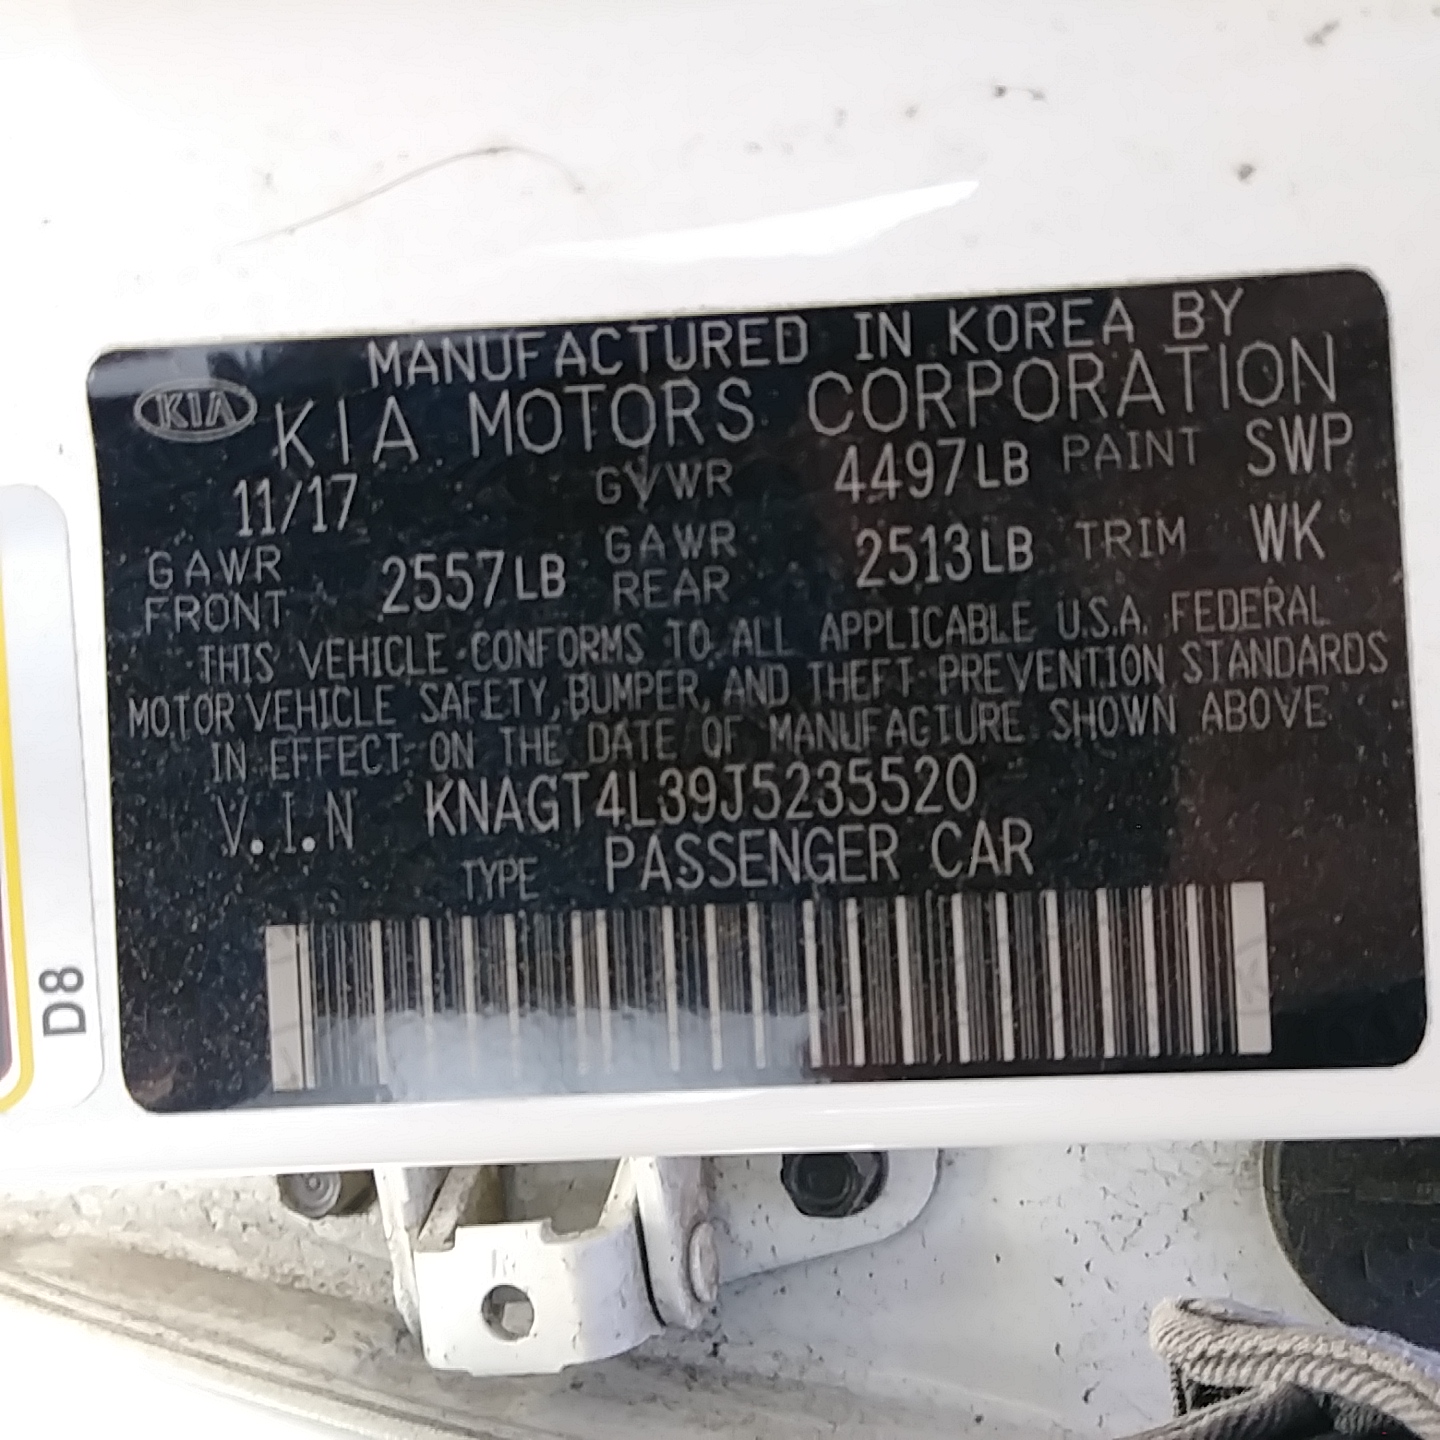 MANUFACTURED IN KOREA BY
KIA KIA MOTORS CORPORATION
11/17 GVWR 4497LB PAINT SWP
GAWR FRONT 2557LB GAWR REAR 2513LB TRIM WK
THIS VEHICLE CONFORMS TO ALL APPLICABLE U.S.A. FEDERAL
MOTOR VEHICLE SAFETY, BUMPER, AND THEFT PREVENTION STANDARDS
IN EFFECT ON THE DATE OF MANUFACTURE SHOWN ABOVE
V.I.N KNAGT4L39J5235520
TYPE PASSENGER CAR
D8